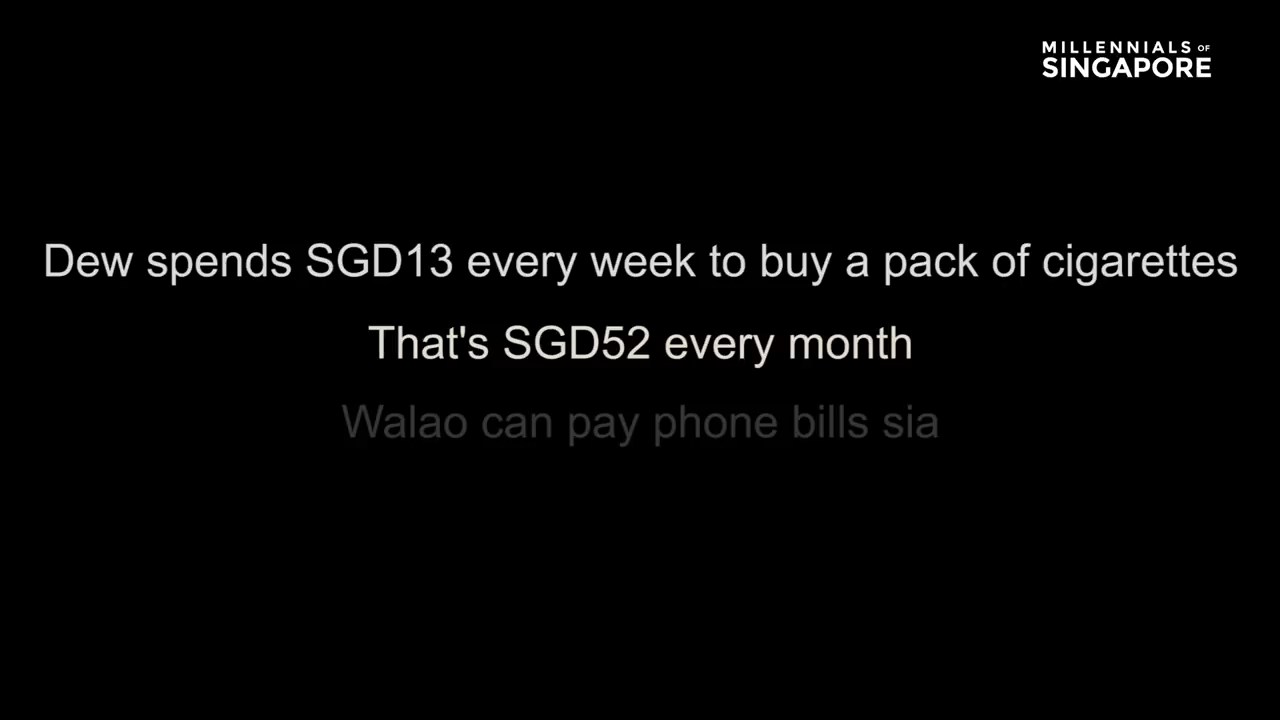 MILLENNIALS OF
SINGAPORE
Dew spends SGD13 every week to buy a pack of cigarettes
That's SGD52 every month
Walao can pay phone bills sia